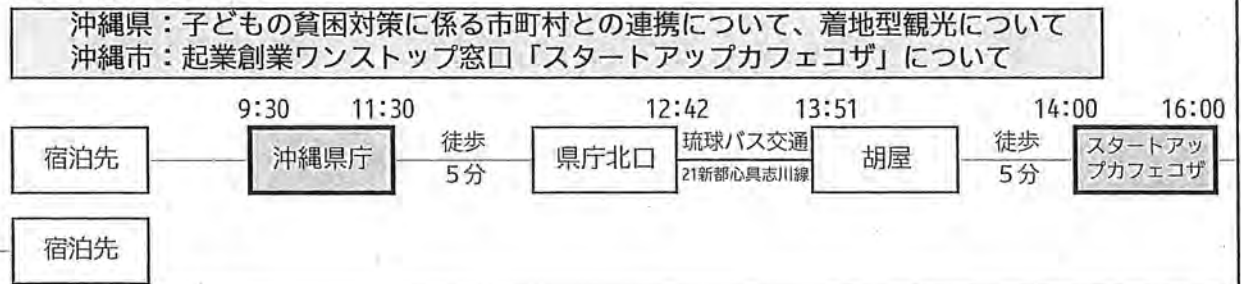 沖縄県：子どもの貧困対策に係る市町村との連携について、着地型観光について
沖縄市：起業創業ワンストップ窓口「スタートアップカフェコザ」について
9:30 11:30 12:42 13:51 14:00 16:00
宿泊先 沖縄県庁 徒歩 5分 県庁北口 琉球バス交通 21新都心具志川線 胡屋 徒歩 5分 スタートアッ
プカフェコザ
宿泊先